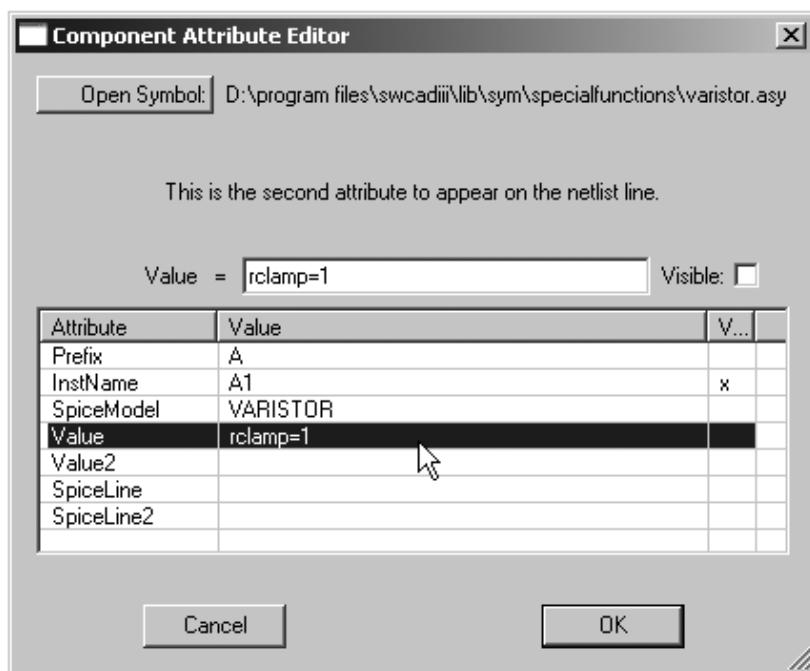 Component Attribute Editor
Open Symbol: D:\program files\swcadiii\lib\sym\specialfunctions\varistor.asy
This is the second attribute to appear on the netlist line.
Value = rclamp=1 Visible:
Attribute Value V...
Prefix A
InstName A1 x
SpiceModel VARISTOR
Value rclamp=1
Value2
SpiceLine
SpiceLine2
Cancel OK